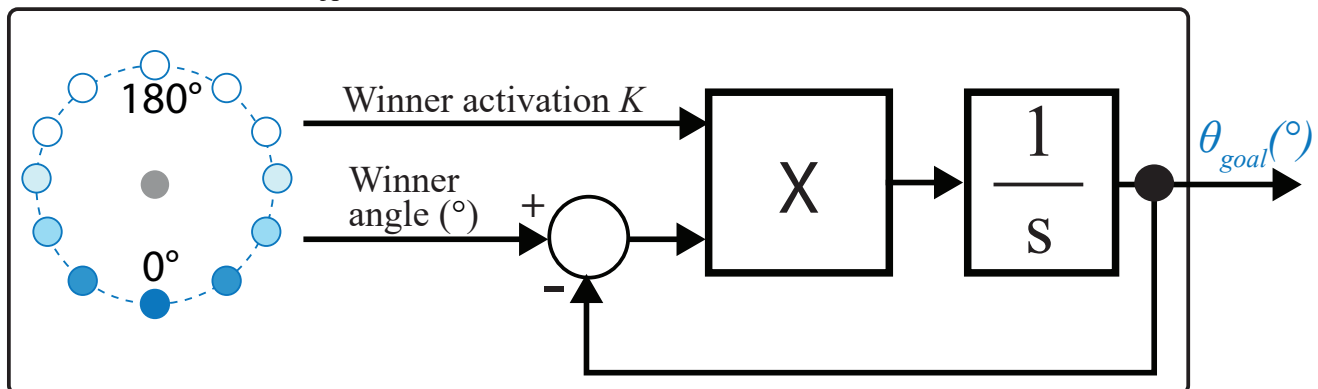 180°
0°
Winner activation K
Winner
angle (°)
+
-
X
1
s
θgoal(°)